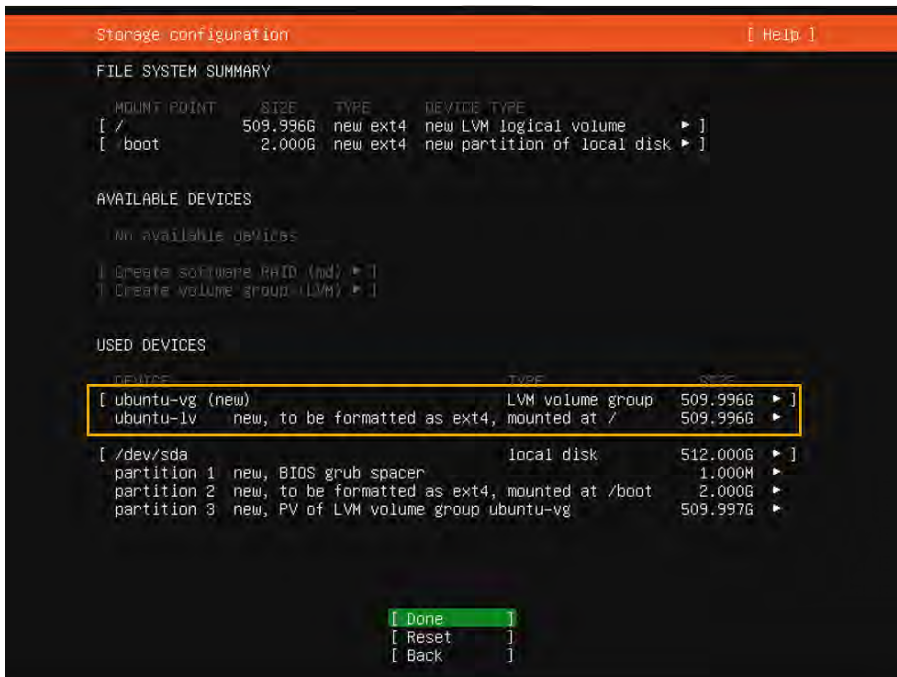 Storage configuration [ Help ]
FILE SYSTEM SUMMARY
MOUNT POINT SIZE TYPE DEVICE TYPE
[ / 509.996G new ext4 new LVM logical volume ▸ ]
[ /boot 2.000G new ext4 new partition of local disk ▸ ]
AVAILABLE DEVICES
No available devices
[ Create software RAID (md) ▸ ]
[ Create volume group (LVM) ▸ ]
USED DEVICES
DEVICE TYPE SIZE
[ ubuntu-vg (new) LVM volume group 509.996G ▸ ]
ubuntu-lv new, to be formatted as ext4, mounted at / 509.996G ▸
[ /dev/sda local disk 512.000G ▸ ]
partition 1 new, BIOS grub spacer 1.000M ▸
partition 2 new, to be formatted as ext4, mounted at /boot 2.000G ▸
partition 3 new, PV of LVM volume group ubuntu-vg 509.997G ▸
[ Done ]
[ Reset ]
[ Back ]